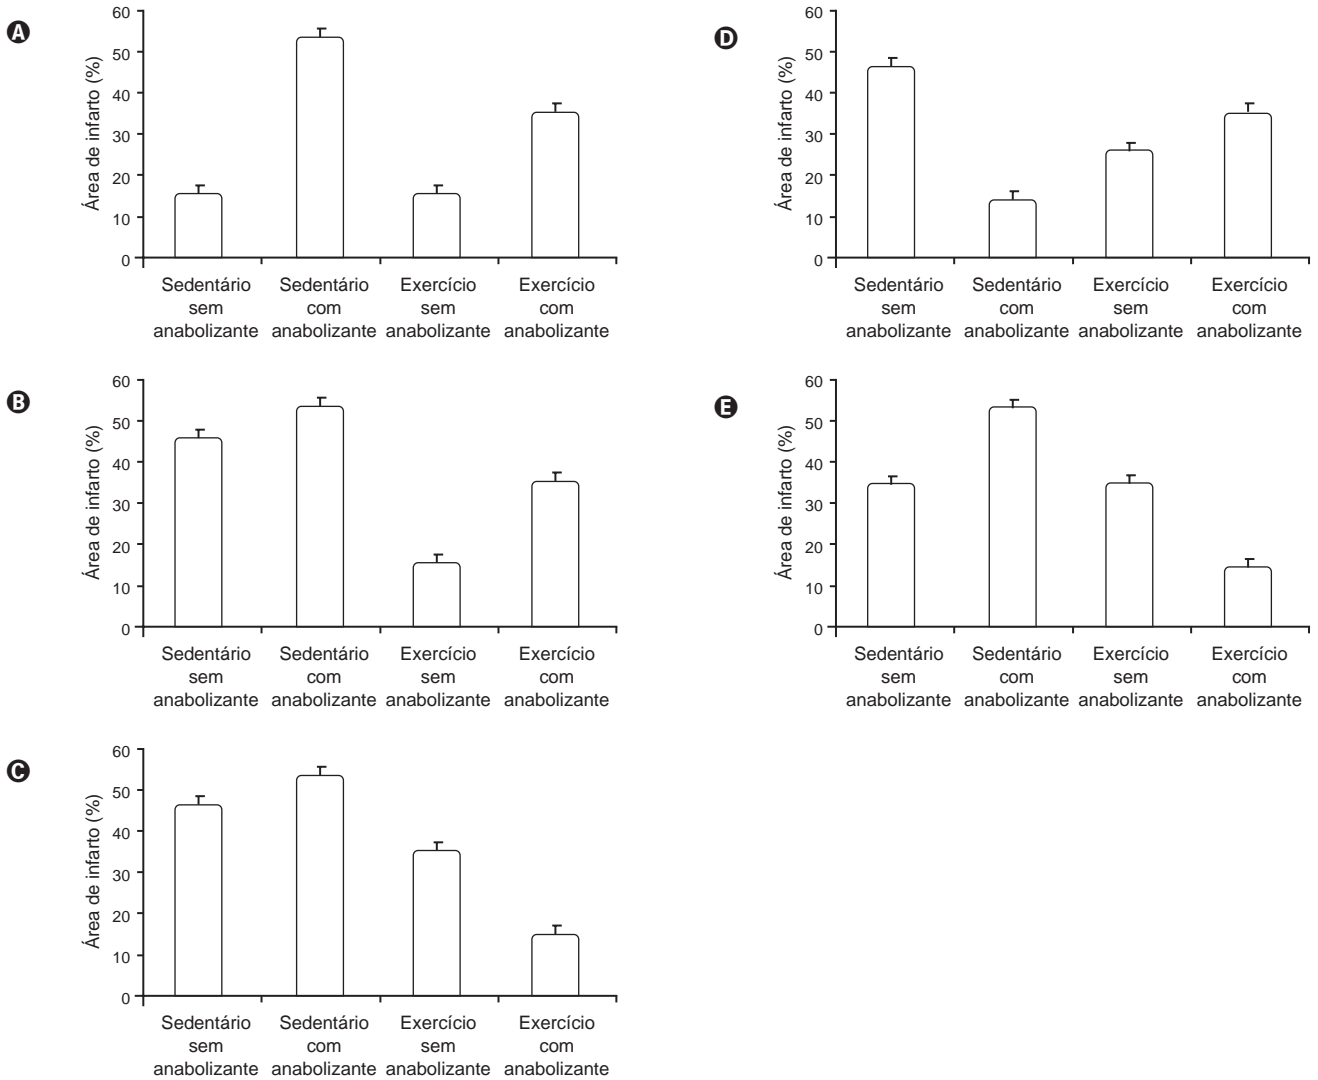 A
Área de infarto (%)
60
50
40
30
20
10
0
Sedentário
sem
anabolizante
Sedentário
com
anabolizante
Exercício
sem
anabolizante
Exercício
com
anabolizante
B
Área de infarto (%)
60
50
40
30
20
10
0
Sedentário
sem
anabolizante
Sedentário
com
anabolizante
Exercício
sem
anabolizante
Exercício
com
anabolizante
C
Área de infarto (%)
60
50
40
30
20
10
0
Sedentário
sem
anabolizante
Sedentário
com
anabolizante
Exercício
sem
anabolizante
Exercício
com
anabolizante
D
Área de infarto (%)
60
50
40
30
20
10
0
Sedentário
sem
anabolizante
Sedentário
com
anabolizante
Exercício
sem
anabolizante
Exercício
com
anabolizante
E
Área de infarto (%)
60
50
40
30
20
10
0
Sedentário
sem
anabolizante
Sedentário
com
anabolizante
Exercício
sem
anabolizante
Exercício
com
anabolizante